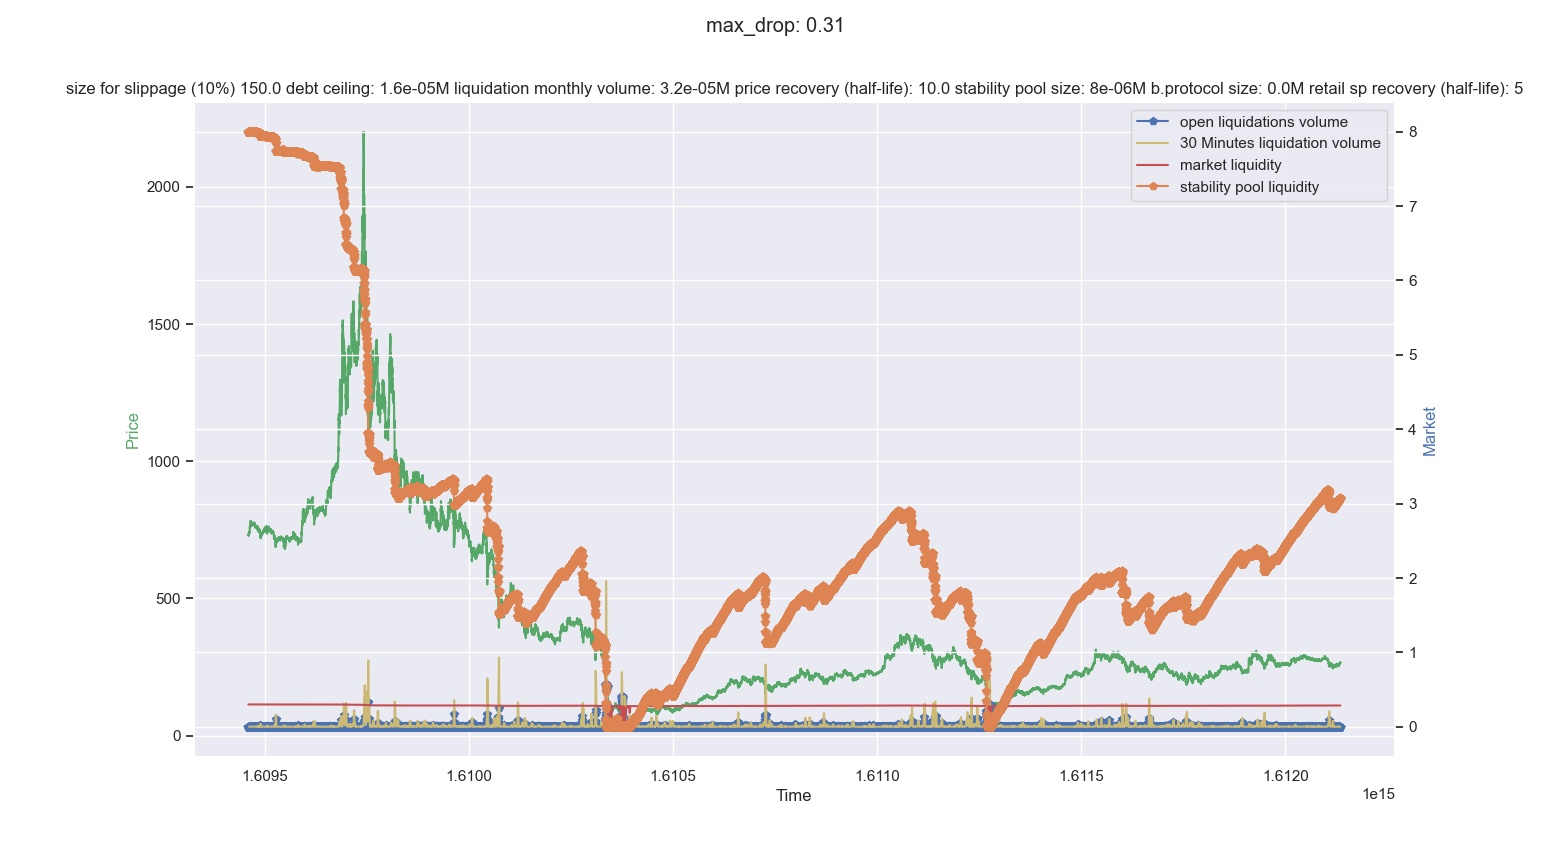 max_drop: 0.31
size for slippage (10%) 150.0 debt ceiling: 1.6e-05M liquidation monthly volume: 3.2e-05M price recovery (half-life): 10.0 stability pool size: 8e-06M b.protocol size: 0.0M retail sp recovery (half-life): 5
open liquidations volume
30 Minutes liquidation volume
market liquidity
stability pool liquidity
Price
2000
1500
1000
500
0
8
7
6
5
4
3
2
1
0
Market
1.6095 1.6100 1.6105 1.6110 1.6115 1.6120
Time
1e15